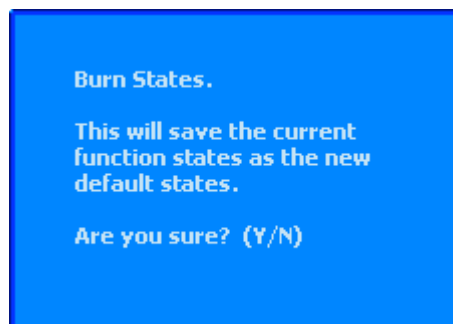 Burn States.
This will save the current
function states as the new
default states.
Are you sure? (Y/N)